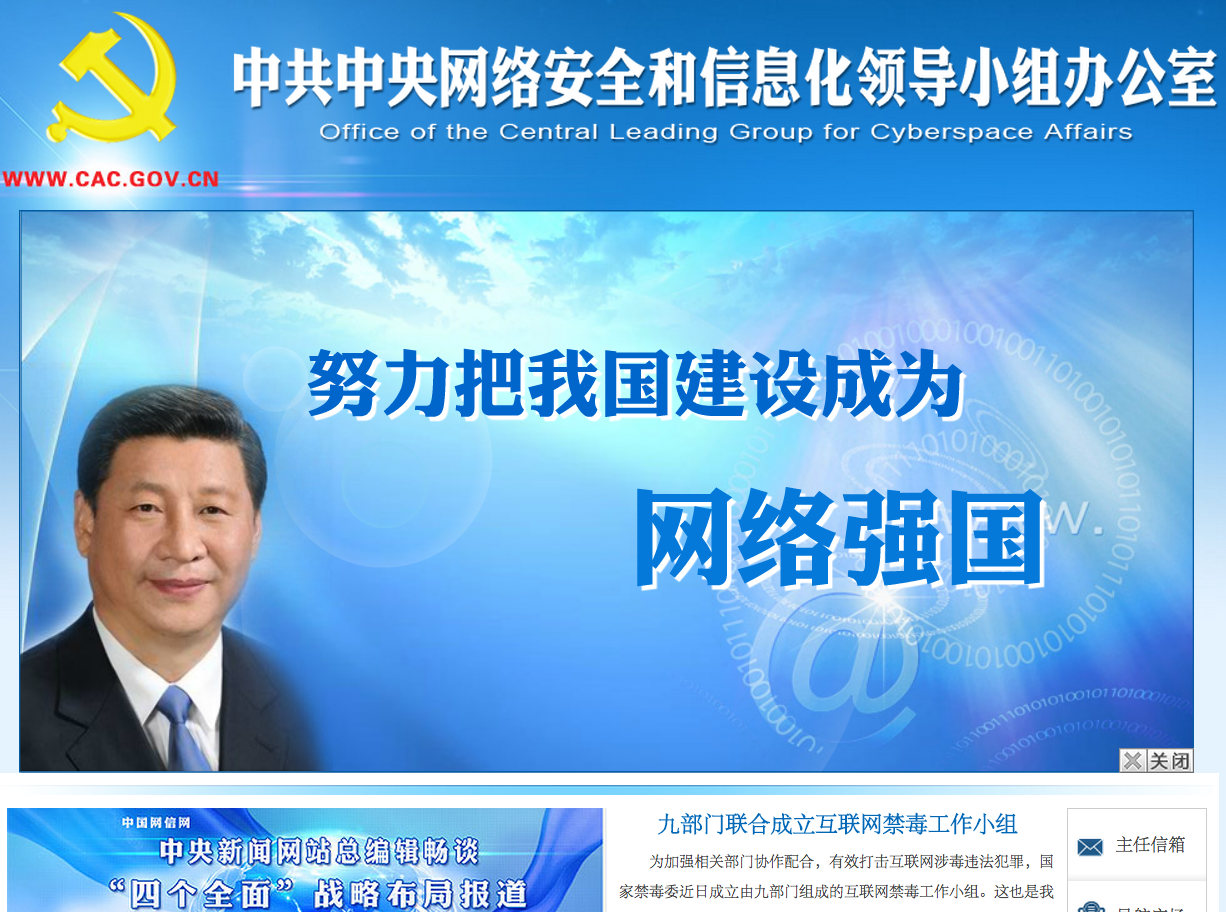 中共中央网络安全和信息化领导小组办公室
Office of the Central Leading Group for Cyberspace Affairs
WWW.CAC.GOV.CN
努力把我国建设成为
网络强国
www.
@
关闭
中国网信网
中央新闻网站总编辑畅谈
“四个全面”战略布局报道
九部门联合成立互联网禁毒工作小组
为加强相关部门协作配合，有效打击互联网涉毒违法犯罪，国
家禁毒委近日成立由九部门组成的互联网禁毒工作小组。这也是我
主任信箱